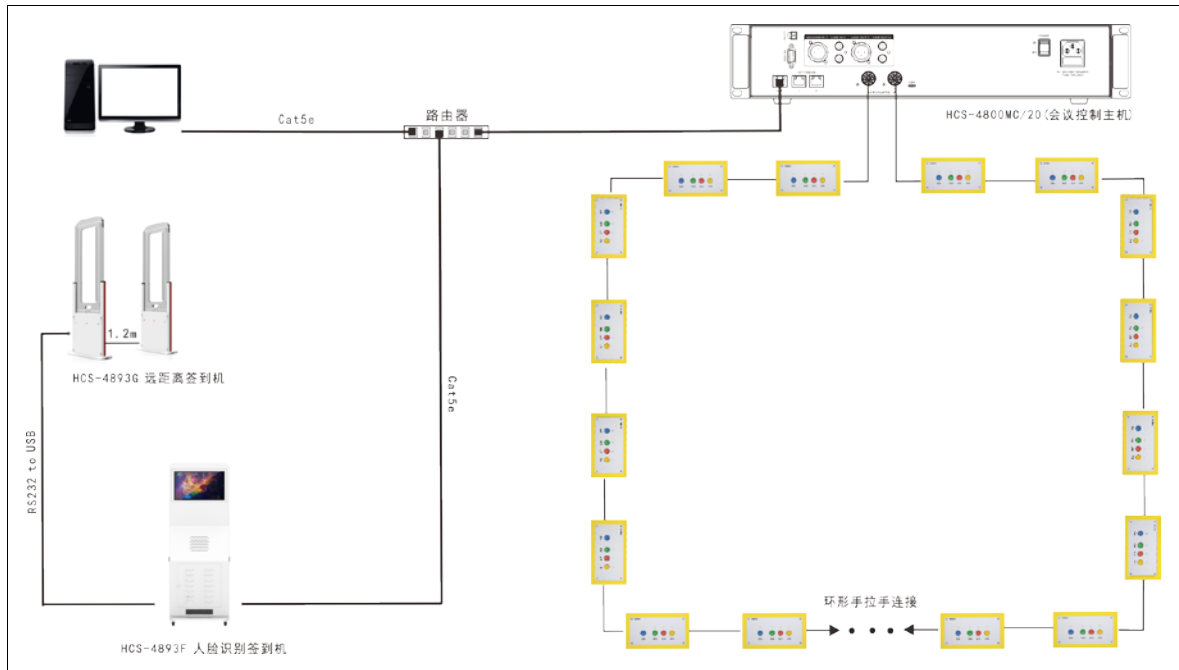 Cat5e
路由器
HCS-4800MC/20(会议控制主机)
1.2m
HCS-4893G 远距离签到机
Cat5e
RS232 to USB
环形手拉手连接
HCS-4893F 人脸识别签到机